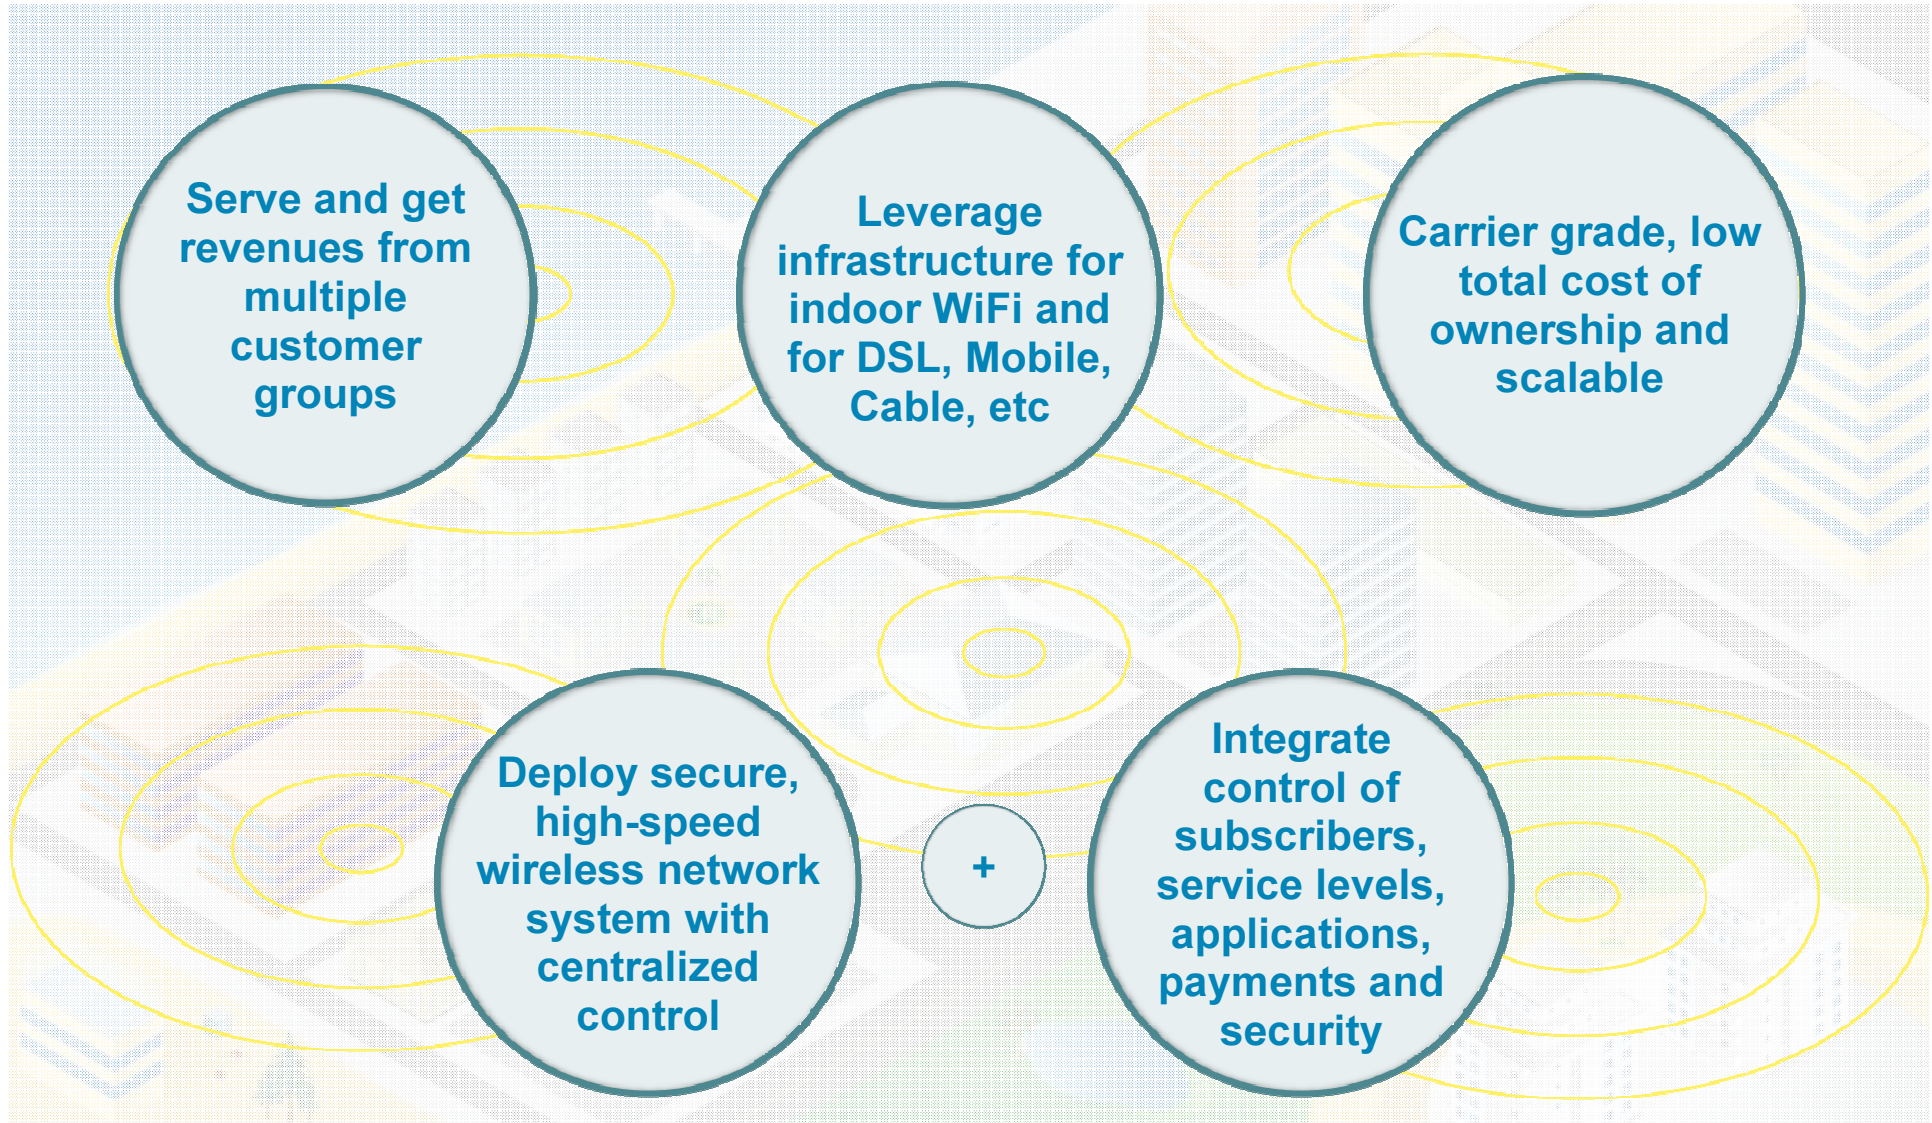 Serve and get
revenues from
multiple
customer
groups
Leverage
infrastructure for
indoor WiFi and
for DSL, Mobile,
Cable, etc
Carrier grade, low
total cost of
ownership and
scalable
Deploy secure,
high-speed
wireless network
system with
centralized
control
+
Integrate
control of
subscribers,
service levels,
applications,
payments and
security